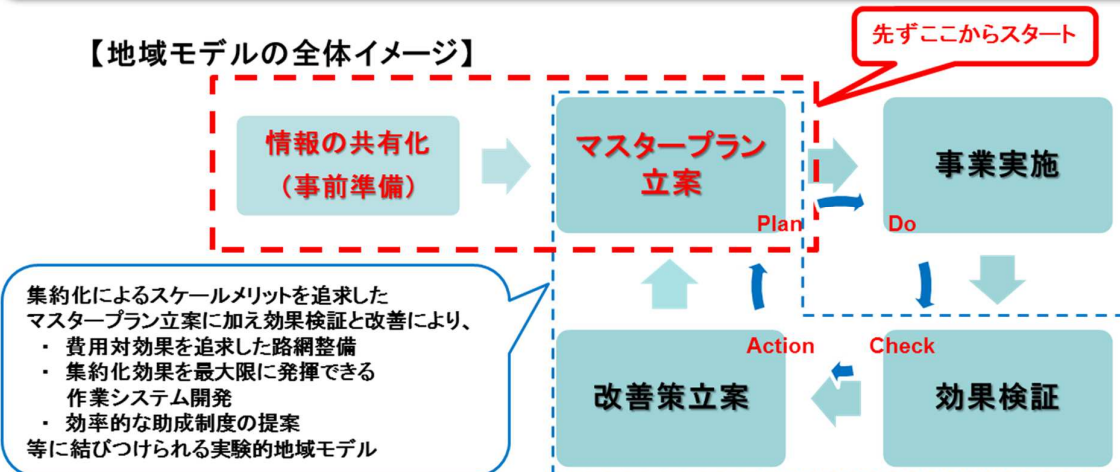 先ずここからスタート
【地域モデルの全体イメージ】
情報の共有化
（事前準備）
マスタープラン
立案
事業実施
Plan
Do
集約化によるスケールメリットを追求した
マスタープラン立案に加え効果検証と改善により、
・ 費用対効果を追求した路網整備
・ 集約化効果を最大限に発揮できる
作業システム開発
・ 効率的な助成制度の提案
等に結びつけられる実験的地域モデル
Action
Check
改善策立案
効果検証